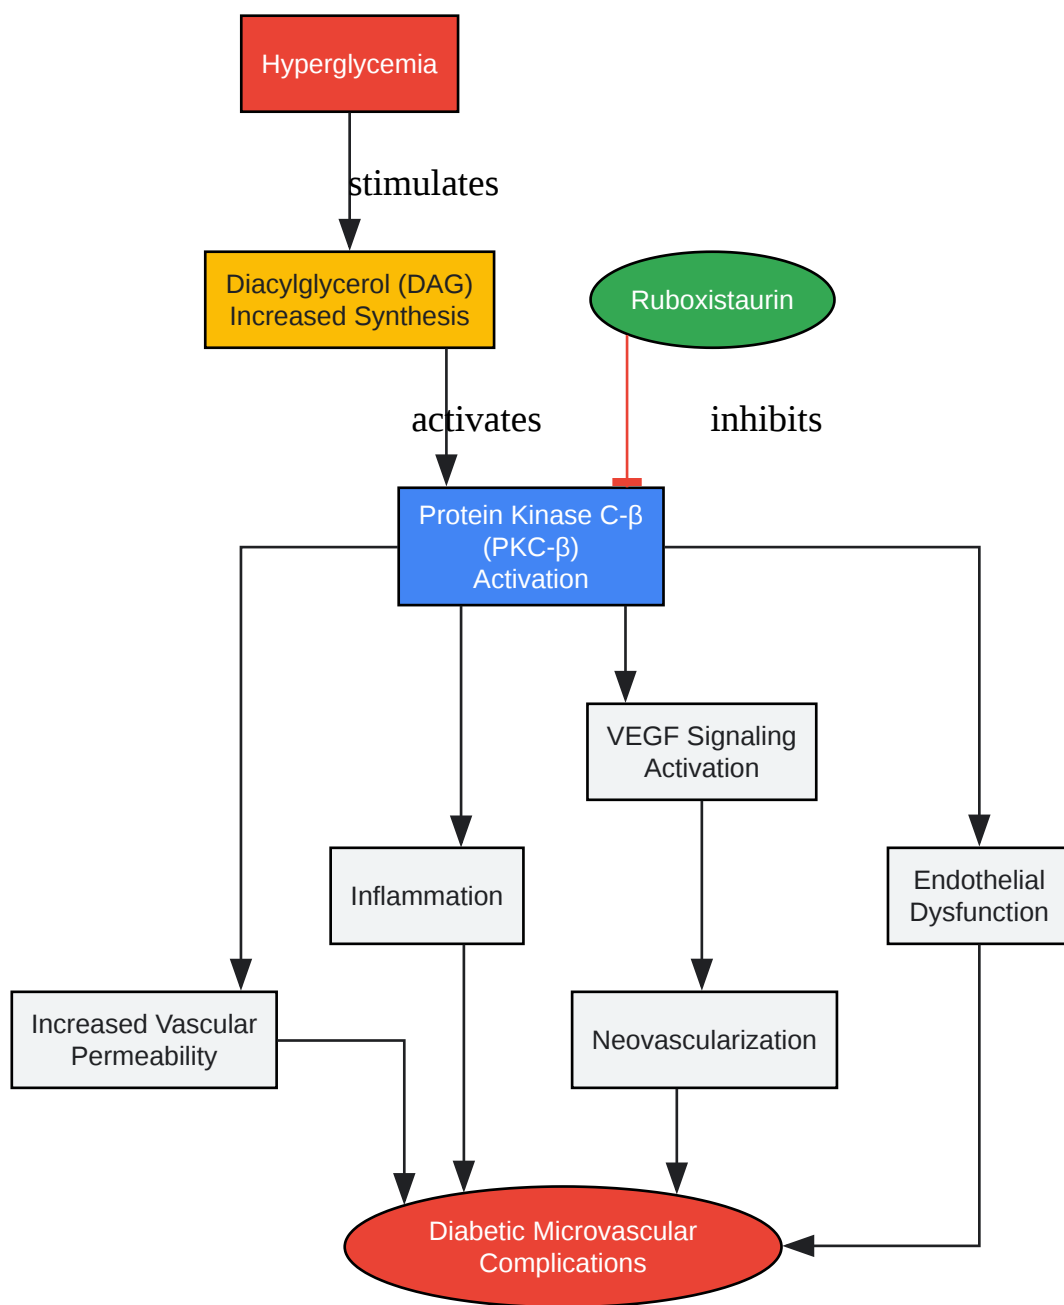 Hyperglycemia
stimulates
Diacylglycerol (DAG)
Increased Synthesis
Ruboxistaurin
activates
inhibits
Protein Kinase C-β
(PKC-β)
Activation
VEGF Signaling
Activation
Inflammation
Endothelial
Dysfunction
Increased Vascular
Permeability
Neovascularization
Diabetic Microvascular
Complications